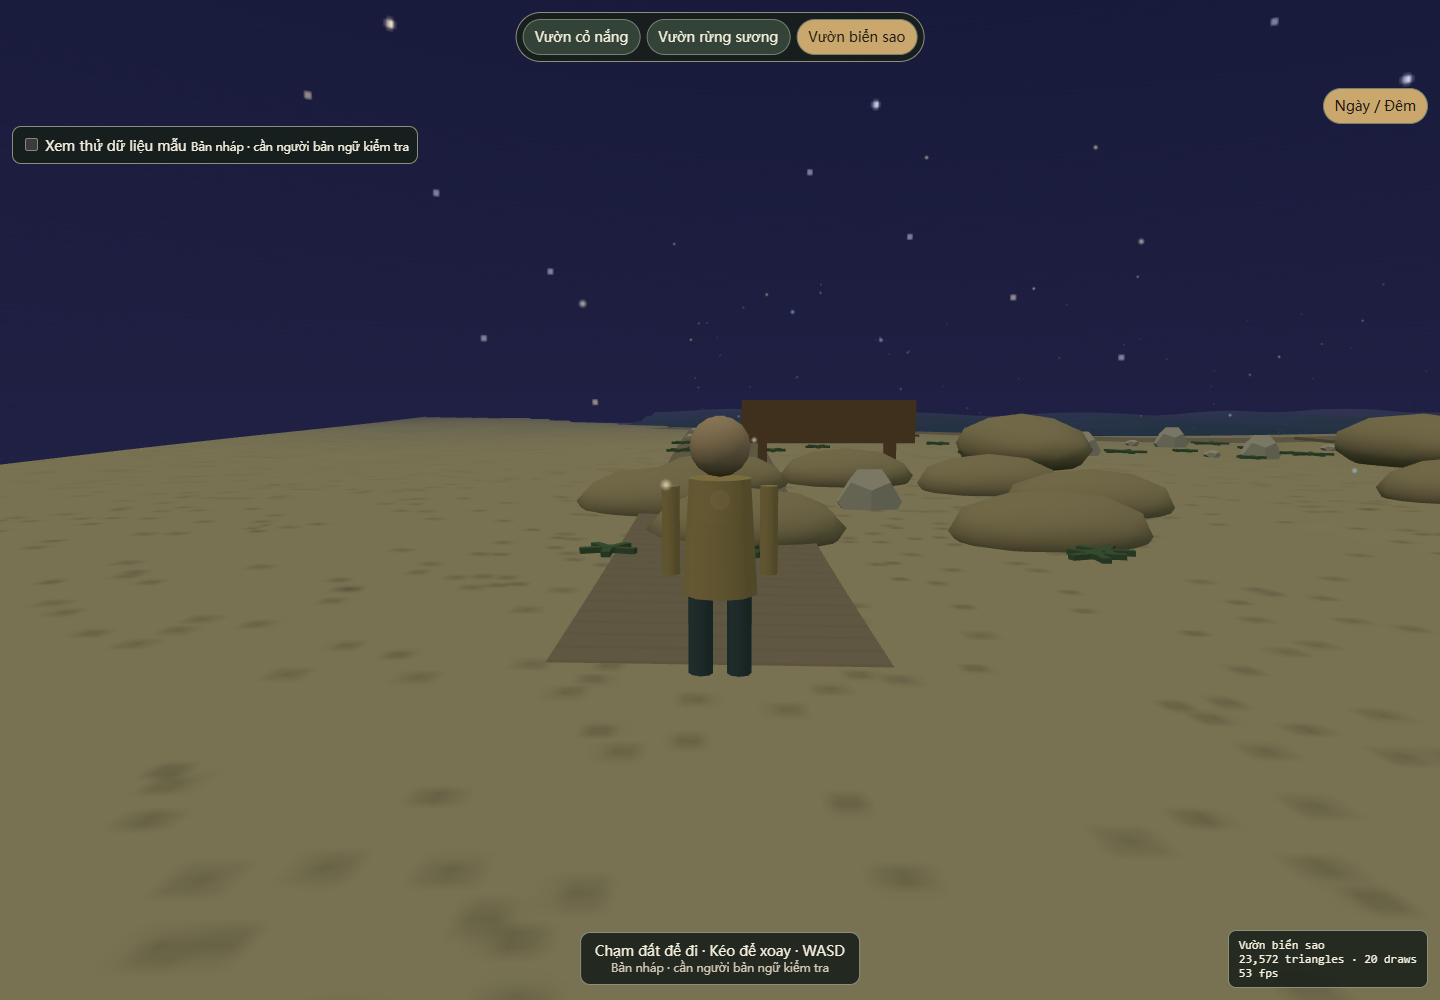 Vườn cỏ nắng
Vườn rừng sương
Vườn biển sao
Ngày / Đêm
Xem thử dữ liệu mẫu Bản nháp · cần người bản ngữ kiểm tra
Chạm đất để đi · Kéo để xoay · WASD
Bản nháp · cần người bản ngữ kiểm tra
Vườn biển sao
23,572 triangles · 20 draws
53 fps